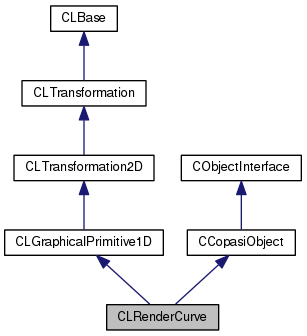 CLBase
CLTransformation
CLTransformation2D
CObjectInterface
CLGraphicalPrimitive1D
CCopasiObject
CLRenderCurve